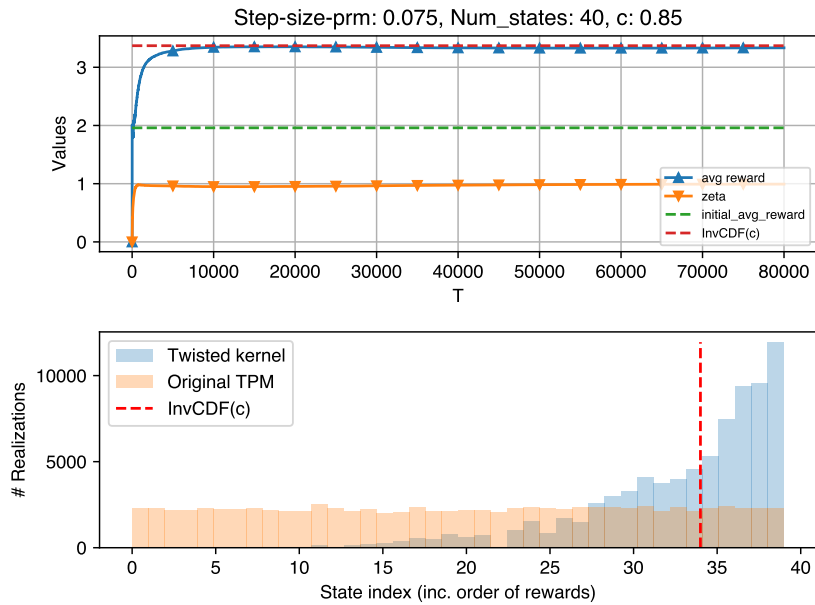 Step-size-prm: 0.075, Num_states: 40, c: 0.85
3
2
1
0
Values
avg reward
zeta
initial_avg_reward
InvCDF(c)
0 10000 20000 30000 40000 50000 60000 70000 80000
T
10000
5000
0
# Realizations
Twisted kernel
Original TPM
InvCDF(c)
0 5 10 15 20 25 30 35 40
State index (inc. order of rewards)